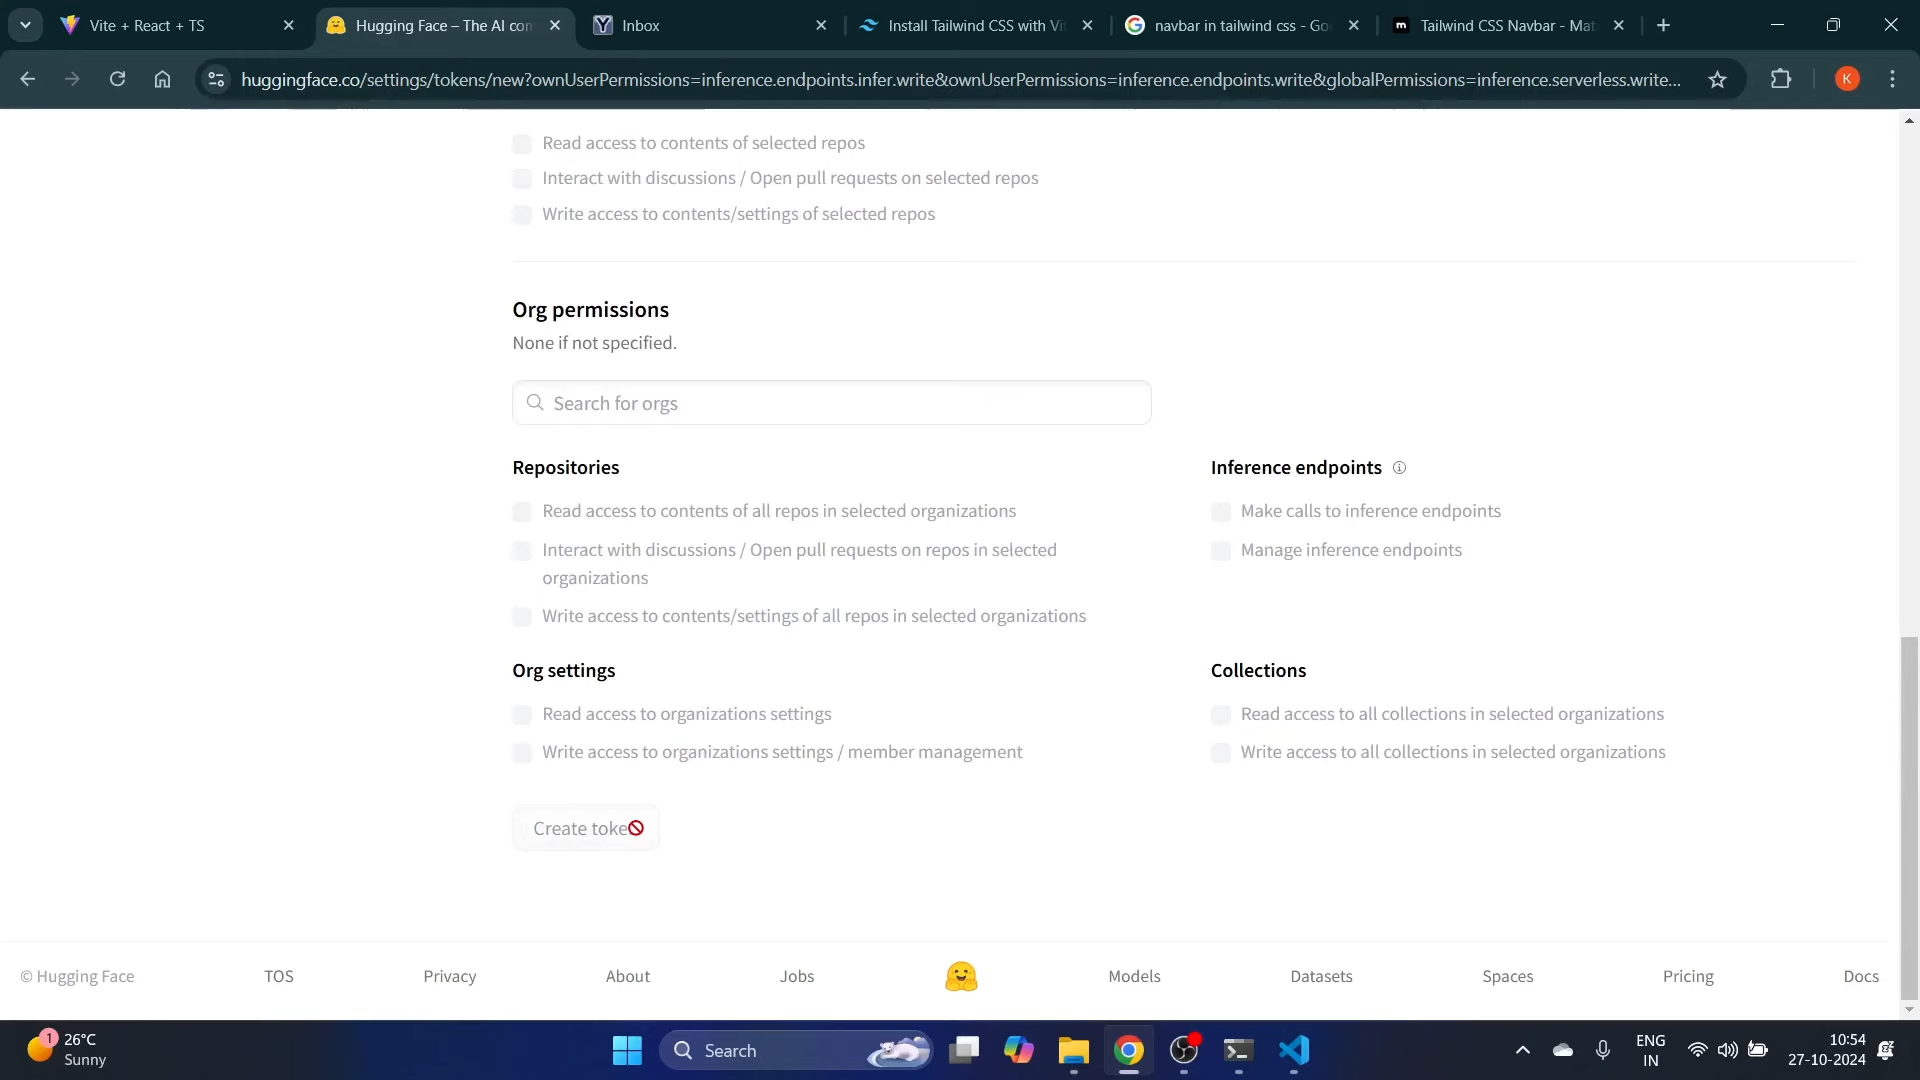 Vite + React + TS
Hugging Face – The AI com
Inbox
Install Tailwind CSS with Vi
navbar in tailwind css - Go
Tailwind CSS Navbar - Mat
huggingface.co/settings/tokens/new?ownUserPermissions=inference.endpoints.infer.write&ownUserPermissions=inference.endpoints.write&globalPermissions=inference.serverless.write...
K
Read access to contents of selected repos
Interact with discussions / Open pull requests on selected repos
Write access to contents/settings of selected repos
Org permissions
None if not specified.
Search for orgs
Repositories
Read access to contents of all repos in selected organizations
Interact with discussions / Open pull requests on repos in selected
organizations
Write access to contents/settings of all repos in selected organizations
Inference endpoints
Make calls to inference endpoints
Manage inference endpoints
Org settings
Read access to organizations settings
Write access to organizations settings / member management
Collections
Read access to all collections in selected organizations
Write access to all collections in selected organizations
Create toke
© Hugging Face
TOS
Privacy
About
Jobs
Models
Datasets
Spaces
Pricing
Docs
1
26°C
Sunny
Search
ENG
IN
10:54
27-10-2024